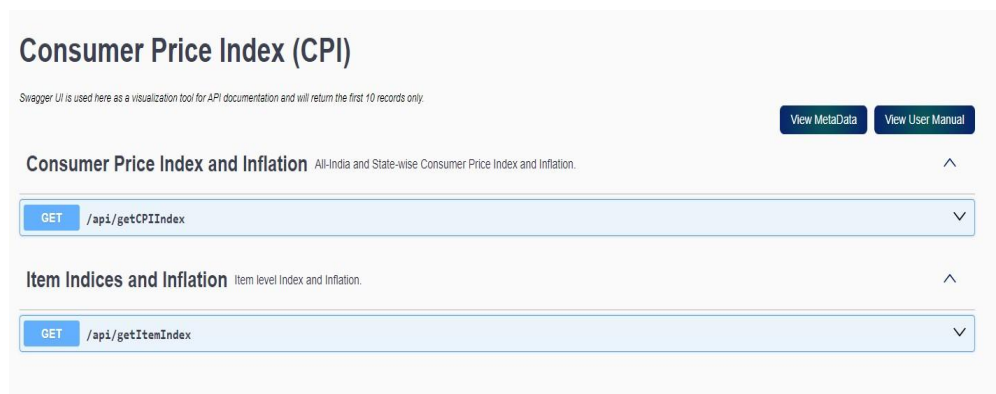 Consumer Price Index (CPI)
Swagger UI is used here as a visualization tool for API documentation and will return the first 10 records only.
View MetaData View User Manual
Consumer Price Index and Inflation All-India and State-wise Consumer Price Index and Inflation.
GET /api/getCPIIndex
Item Indices and Inflation Item level Index and Inflation.
GET /api/getItemIndex